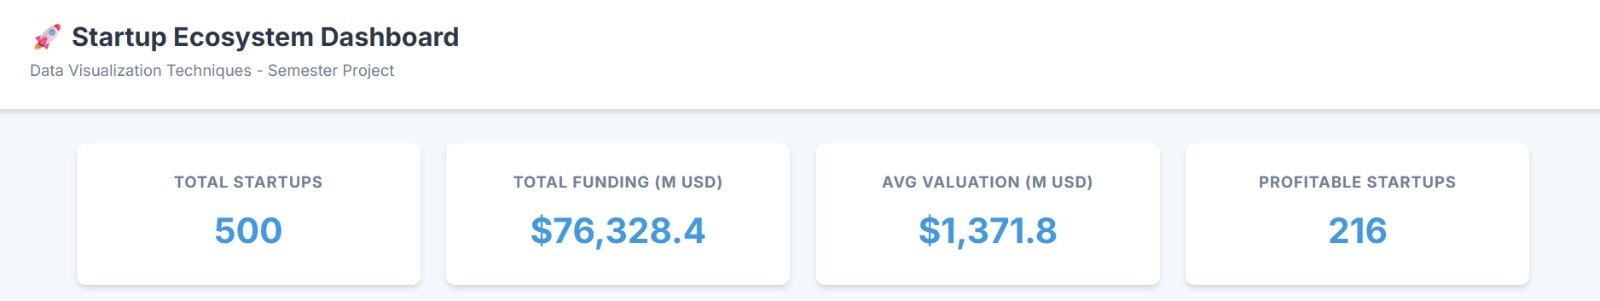 🚀 Startup Ecosystem Dashboard
Data Visualization Techniques - Semester Project
TOTAL STARTUPS
500
TOTAL FUNDING (M USD)
$76,328.4
AVG VALUATION (M USD)
$1,371.8
PROFITABLE STARTUPS
216